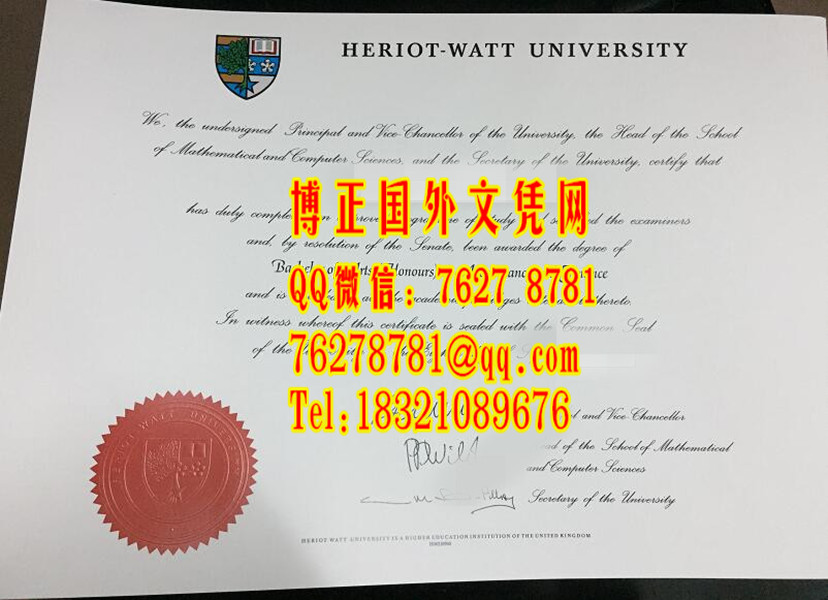 HERIOT-WATT UNIVERSITY
We, the undersigned Principal and Vice-Chancellor of the University, the Head of the School
of Mathematical and Computer Sciences, and the Secretary of the University, certify that
博正国外文凭网
has duly the examiners
and, by resolution of the Senate, been awarded the degree of
QQ微信: 7627 8781
and is
In witness whereof this certificate is sealed with the Common Seal
of the
76278781@qq.com
Tel:18321089676
and Vice-Chancellor
of the School of Mathematical
and Computer Sciences
Secretary of the University
HERIOT WATT UNIVERSITY
HERIOT WATT UNIVERSITY IS A HIGHER EDUCATION INSTITUTION OF THE UNITED KINGDOM